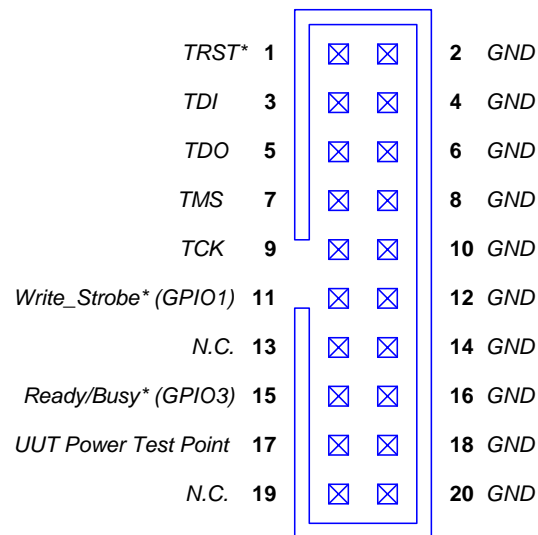 TRST* 1 2 GND
TDI 3 4 GND
TDO 5 6 GND
TMS 7 8 GND
TCK 9 10 GND
Write_Strobe* (GPIO1) 11 12 GND
N.C. 13 14 GND
Ready/Busy* (GPIO3) 15 16 GND
UUT Power Test Point 17 18 GND
N.C. 19 20 GND